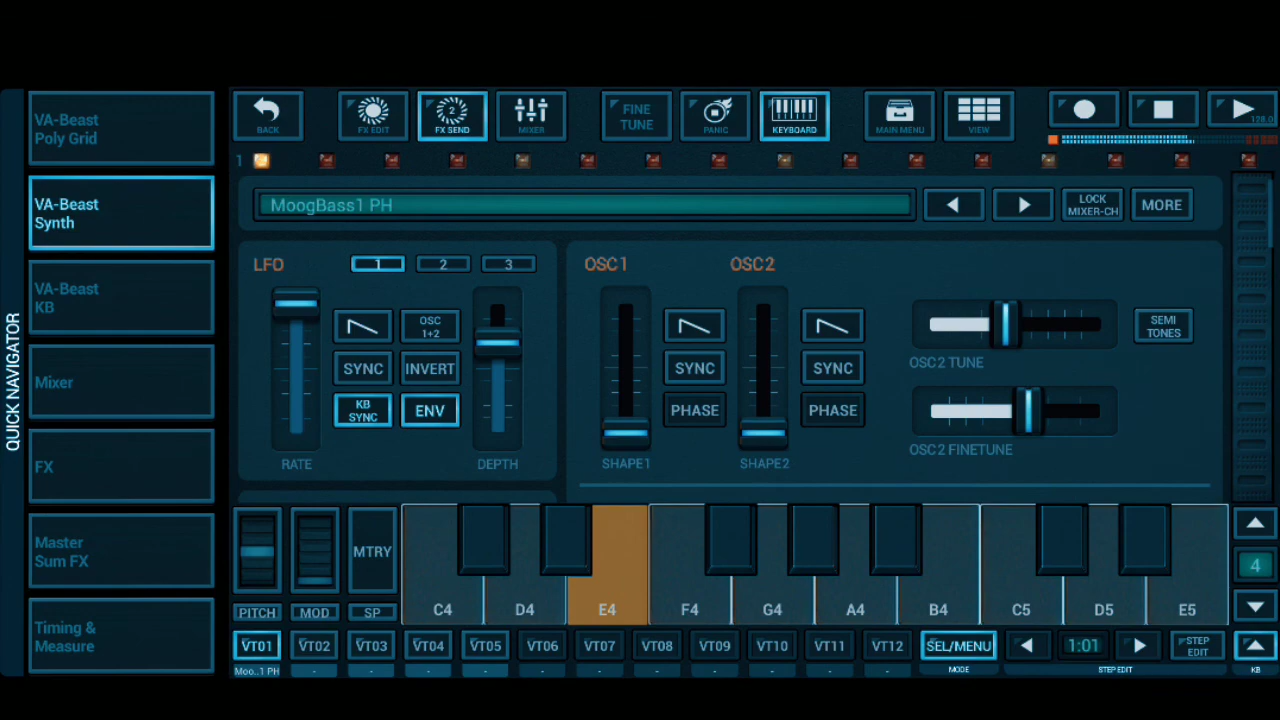 QUICK NAVIGATOR
VA-Beast
Poly Grid
VA-Beast
Synth
VA-Beast
KB
Mixer
FX
Master
Sum FX
Timing &
Measure
BACK
FX EDIT
2
FX SEND
MIXER
FINE
TUNE
PANIC
KEYBOARD
MAIN MENU
VIEW
128.0
1
MoogBass1 PH
LOCK
MIXER-CH
MORE
LFO
1
2
3
OSC
1+2
SYNC
INVERT
KB
SYNC
ENV
RATE
DEPTH
OSC1
OSC2
SYNC
PHASE
SHAPE1
SYNC
PHASE
SHAPE2
OSC2 TUNE
SEMI
TONES
OSC2 FINETUNE
PITCH
MOD
MTRY
SP
C4
D4
E4
F4
G4
A4
B4
C5
D5
E5
4
VT01
VT02
VT03
VT04
VT05
VT06
VT07
VT08
VT09
VT10
VT11
VT12
SEL/MENU
1:01
STEP
EDIT
Moo..1 PH
- - - - - - - - - - -
MODE
STEP EDIT
KB